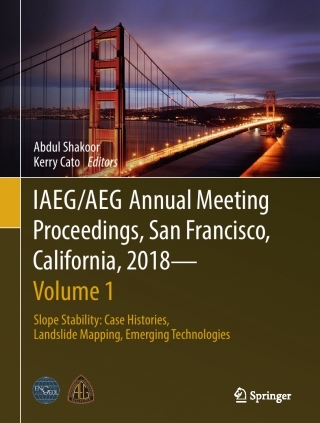 Abdul Shakoor
Kerry Cato Editors
IAEG/AEG Annual Meeting
Proceedings, San Francisco,
California, 2018—
Volume 1
Slope Stability: Case Histories,
Landslide Mapping, Emerging Technologies
AEG
Springer